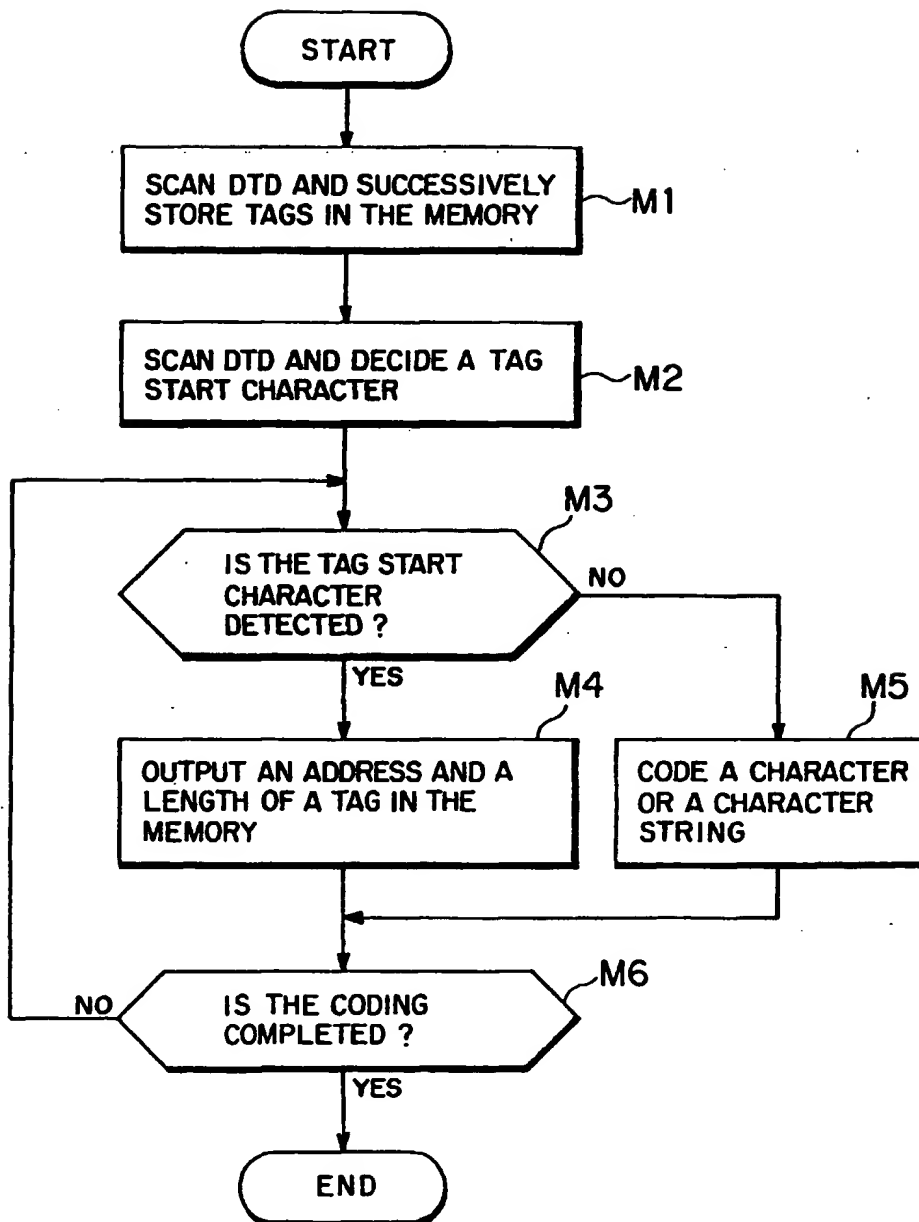 START
SCAN DTD AND SUCCESSIVELY
STORE TAGS IN THE MEMORY
M1
SCAN DTD AND DECIDE A TAG
START CHARACTER
M2
M3
IS THE TAG START
CHARACTER
DETECTED ?
NO
YES
M4
OUTPUT AN ADDRESS AND A
LENGTH OF A TAG IN THE
MEMORY
M5
CODE A CHARACTER
OR A CHARACTER
STRING
M6
IS THE CODING
COMPLETED ?
NO
YES
END